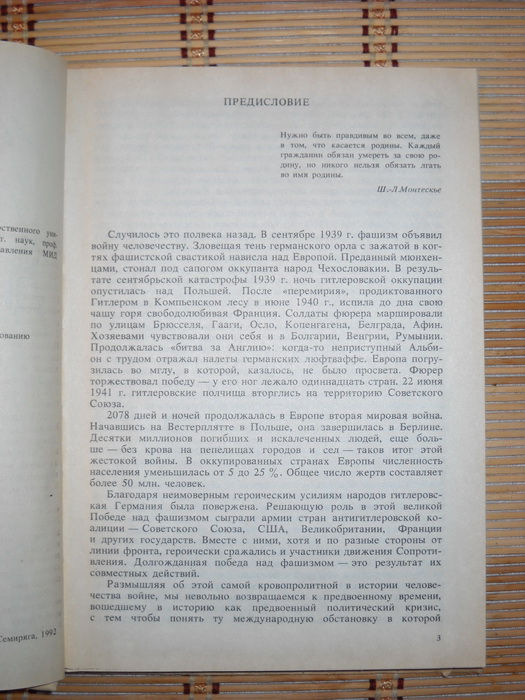 ПРЕДИСЛОВИЕ
Нужно быть правдивым во всем, даже
в том, что касается родины. Каждый
гражданин обязан умереть за свою ро-
дину, но никого нельзя обязать лгать
во имя родины.
Ш.-Л.Монтескье
Случилось это полвека назад. В сентябре 1939 г. фашизм объявил
войну человечеству. Зловещая тень германского орла с зажатой в ког-
тях фашистской свастикой нависла над Европой. Преданный мюнхен-
цами, стонал под сапогом оккупанта народ Чехословакии. В резуль-
тате сентябрьской катастрофы 1939 г. ночь гитлеровской оккупации
опустилась над Польшей. После «перемирия», продиктованного
Гитлером в Компьенском лесу в июне 1940 г., испила до дна свою
чашу горя свободолюбивая Франция. Солдаты фюрера маршировали
по улицам Брюсселя, Гааги, Осло, Копенгагена, Белграда, Афин.
Хозяевами чувствовали они себя и в Болгарии, Венгрии, Румынии.
Продолжалась «битва за Англию»: когда-то неприступный Альби-
он с трудом отражал налеты германских люфтваффе. Европа погру-
зилась во мглу, в которой, казалось, не было просвета. Фюрер
торжествовал победу — у его ног лежало одиннадцать стран. 22 июня
1941 г. гитлеровские полчища вторглись на территорию Советского
Союза.
2078 дней и ночей продолжалась в Европе вторая мировая война.
Начавшись на Вестерплятте в Польше, она завершилась в Берлине.
Десятки миллионов погибших и искалеченных людей, еще боль-
ше — без крова на пепелищах городов и сел — таков итог этой
жестокой войны. В оккупированных странах Европы численность
населения уменьшилась от 5 до 25 %. Общее число жертв составляет
более 50 млн. человек.
Благодаря неимоверным героическим усилиям народов гитлеров-
ская Германия была повержена. Решающую роль в этой великой
Победе над фашизмом сыграли армии стран антигитлеровской ко-
алиции — Советского Союза, США, Великобритании, Франции
и других государств. Вместе с ними, хотя и по разные стороны от
линии фронта, героически сражались и участники движения Сопроти-
вления. Долгожданная победа над фашизмом — это результат их
совместных действий.
Размышляя об этой самой кровопролитной в истории челове-
чества войне, мы невольно возвращаемся к предвоенному времени,
вошедшему в историю как предвоенный политический кризис,
с тем чтобы понять ту международную обстановку в которой
3
рственного уни-
т. наук, проф.
авления МИД
ованию
Семиряга, 1992